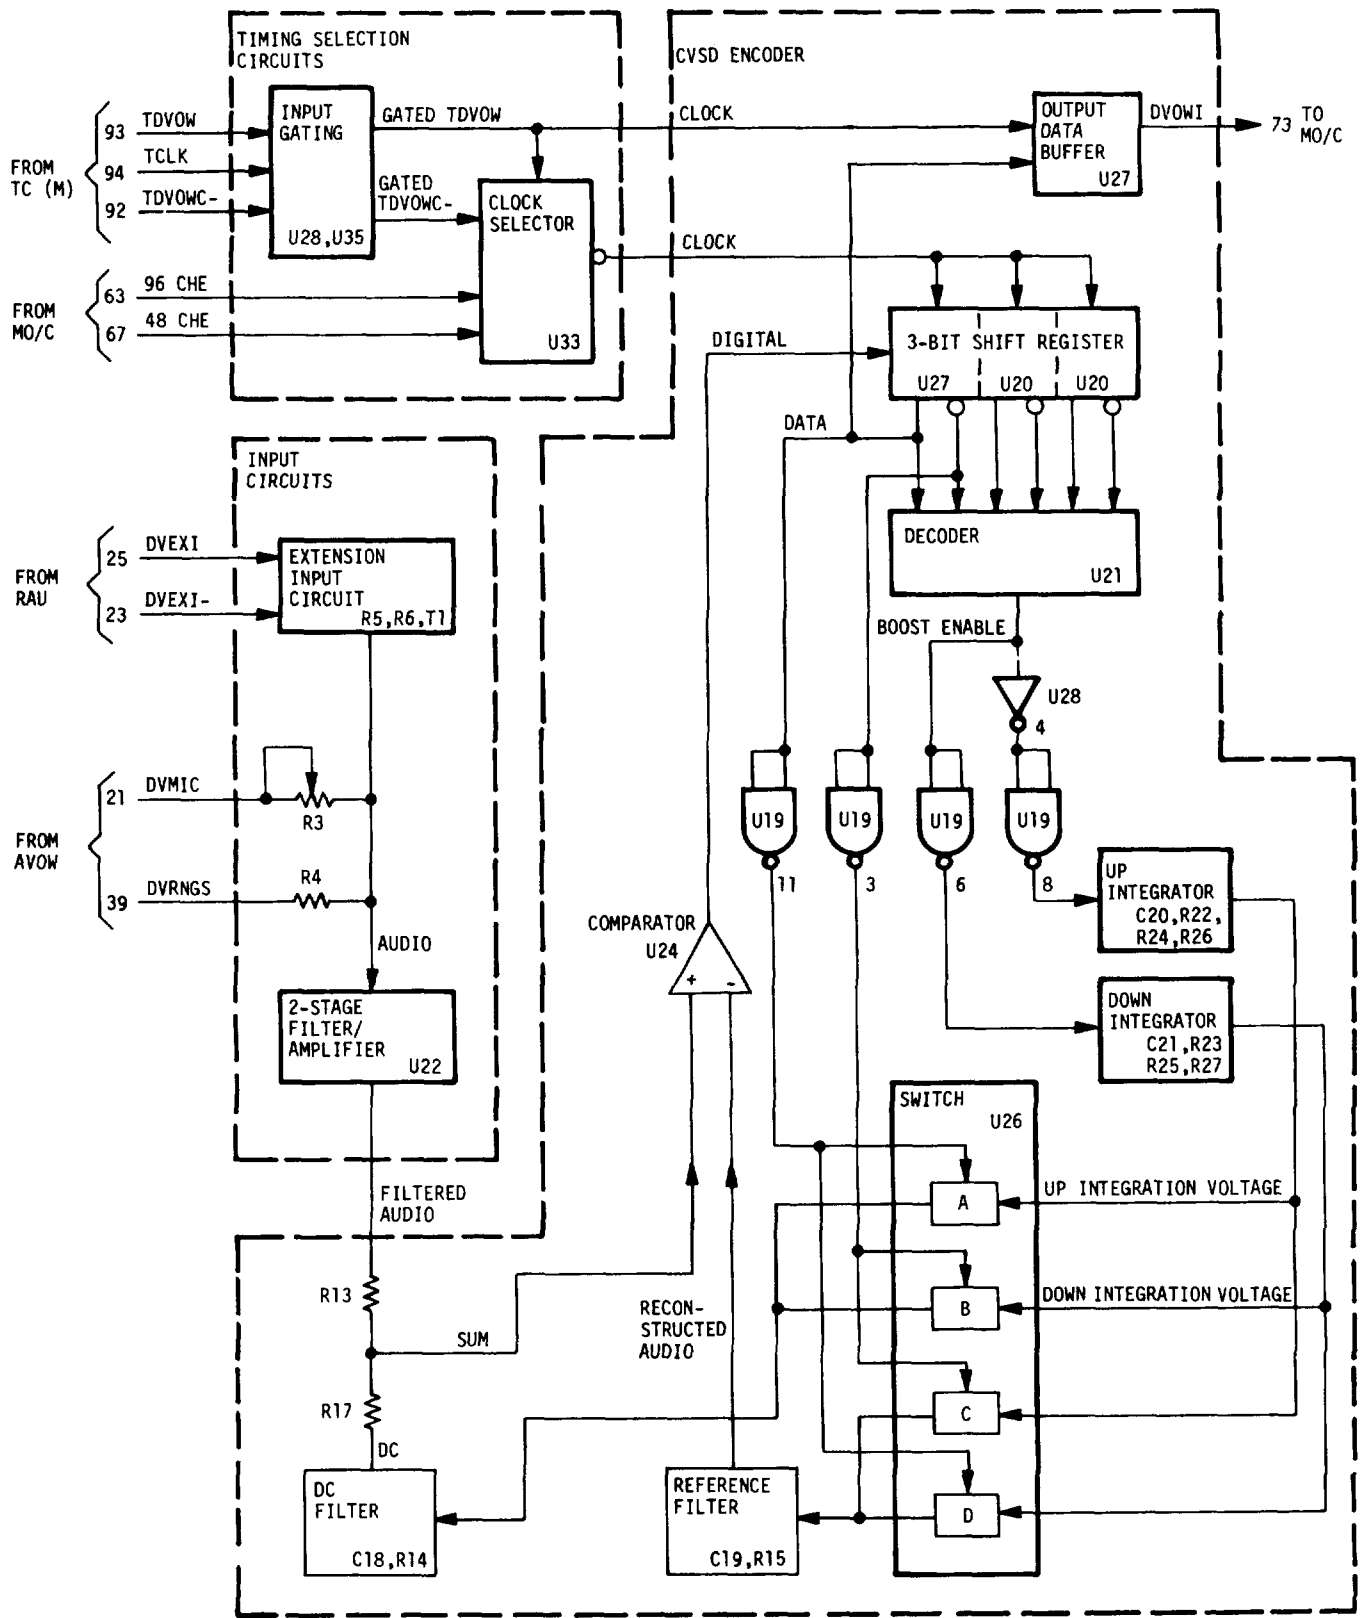 TIMING SELECTION
CIRCUITS
INPUT
GATING
U28,U35
FROM
TC (M)
93 TDVOW
94 TCLK
92 TDVOWC-
GATED TDVOW
GATED
TDVOWC-
CLOCK
SELECTOR
U33
FROM
MO/C
63 96 CHE
67 48 CHE
CVSD ENCODER
CLOCK
OUTPUT
DATA
BUFFER
U27
DVOWI
73 TO
MO/C
CLOCK
DIGITAL
3-BIT SHIFT REGISTER
U27 U20 U20
DATA
DECODER
U21
BOOST ENABLE
U28
4
U19 U19 U19 U19
11 3 6 8
INPUT
CIRCUITS
FROM
RAU
25 DVEXI
23 DVEXI-
EXTENSION
INPUT
CIRCUIT
R5,R6,T1
FROM
AVOW
21 DVMIC
R3
39 DVRNGS
R4
AUDIO
2-STAGE
FILTER/
AMPLIFIER
U22
FILTERED
AUDIO
COMPARATOR
U24
+ -
UP
INTEGRATOR
C20,R22,
R24,R26
DOWN
INTEGRATOR
C21,R23
R25,R27
SWITCH
U26
A
UP INTEGRATION VOLTAGE
B
DOWN INTEGRATION VOLTAGE
C
D
R13
SUM
R17
DC
RECON-
STRUCTED
AUDIO
DC
FILTER
C18,R14
REFERENCE
FILTER
C19,R15